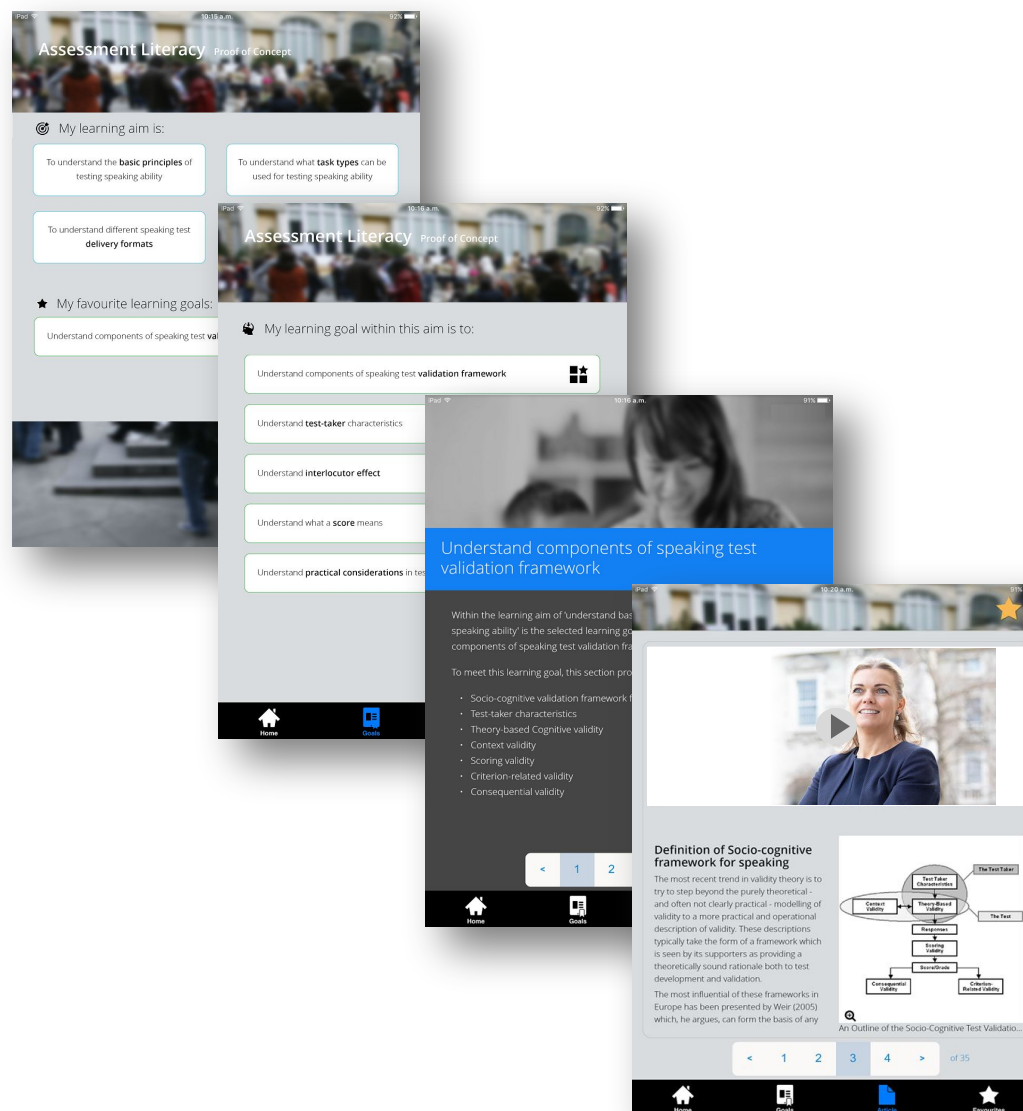 iPad
10:15 a.m.
92%
Assessment Literacy Proof of Concept
My learning aim is:
To understand the basic principles of
testing speaking ability
To understand what task types can be
used for testing speaking ability
To understand different speaking test
delivery formats
My favourite learning goals:
Understand components of speaking test val
iPad
10:16 a.m.
92%
Assessment Literacy Proof of Concept
My learning goal within this aim is to:
Understand components of speaking test validation framework
Understand test-taker characteristics
Understand interlocutor effect
Understand what a score means
Understand practical considerations in tes
Home
Goals
iPad
10:16 a.m.
91%
Understand components of speaking test
validation framework
Within the learning aim of 'understand bas
speaking ability' is the selected learning go
components of speaking test validation fra
To meet this learning goal, this section pro
• Socio-cognitive validation framework f
• Test-taker characteristics
• Theory-based Cognitive validity
• Context validity
• Scoring validity
• Criterion-related validity
• Consequential validity
< 1 2
Home
Goals
iPad
10:20 a.m.
91%
Definition of Socio-cognitive
framework for speaking
The most recent trend in validity theory is to
try to step beyond the purely theoretical -
and often not clearly practical - modelling of
validity to a more practical and operational
description of validity. These descriptions
typically take the form of a framework which
is seen by its supporters as providing a
theoretically sound rationale both to test
development and validation.
The most influential of these frameworks in
Europe has been presented by Weir (2005)
which, he argues, can form the basis of any
The Test Taker
Test Taker
Characteristics
Context
Validity
Theory-Based
Validity
The Test
Responses
Scoring
Validity
Score/Grade
Consequential
Validity
Criterion-
Related Validity
An Outline of the Socio-Cognitive Test Validatio...
< 1 2 3 4 > of 35
Home
Goals
Article
Favourites